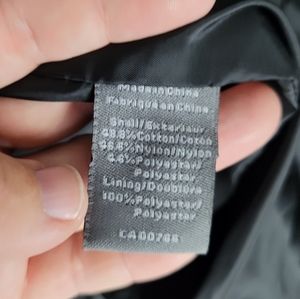 Made in China
Fabriqué en Chine
Shell/Extérieur
48.8%Cotton/Coton
46.6%Nylon/Nylon
4.6%Polyester/
Polyester
Lining/Doublure
100%Polyester/
Polyester
CA00766